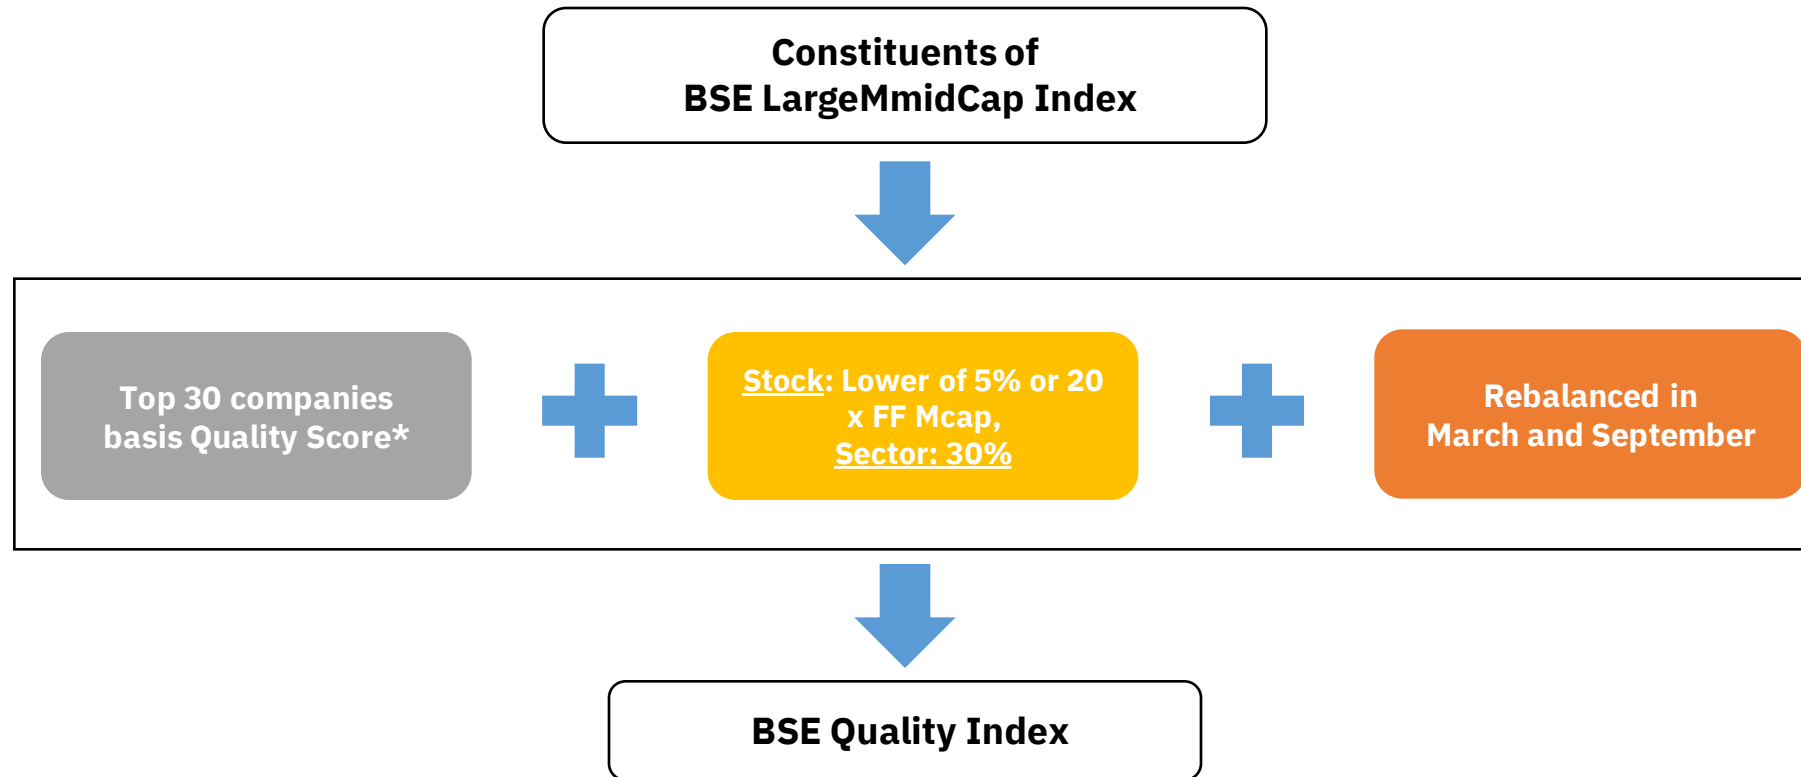 Constituents of
BSE LargeMmidCap Index
Top 30 companies
basis Quality Score*
Stock: Lower of 5% or 20
x FF Mcap,
Sector: 30%
Rebalanced in
March and September
BSE Quality Index